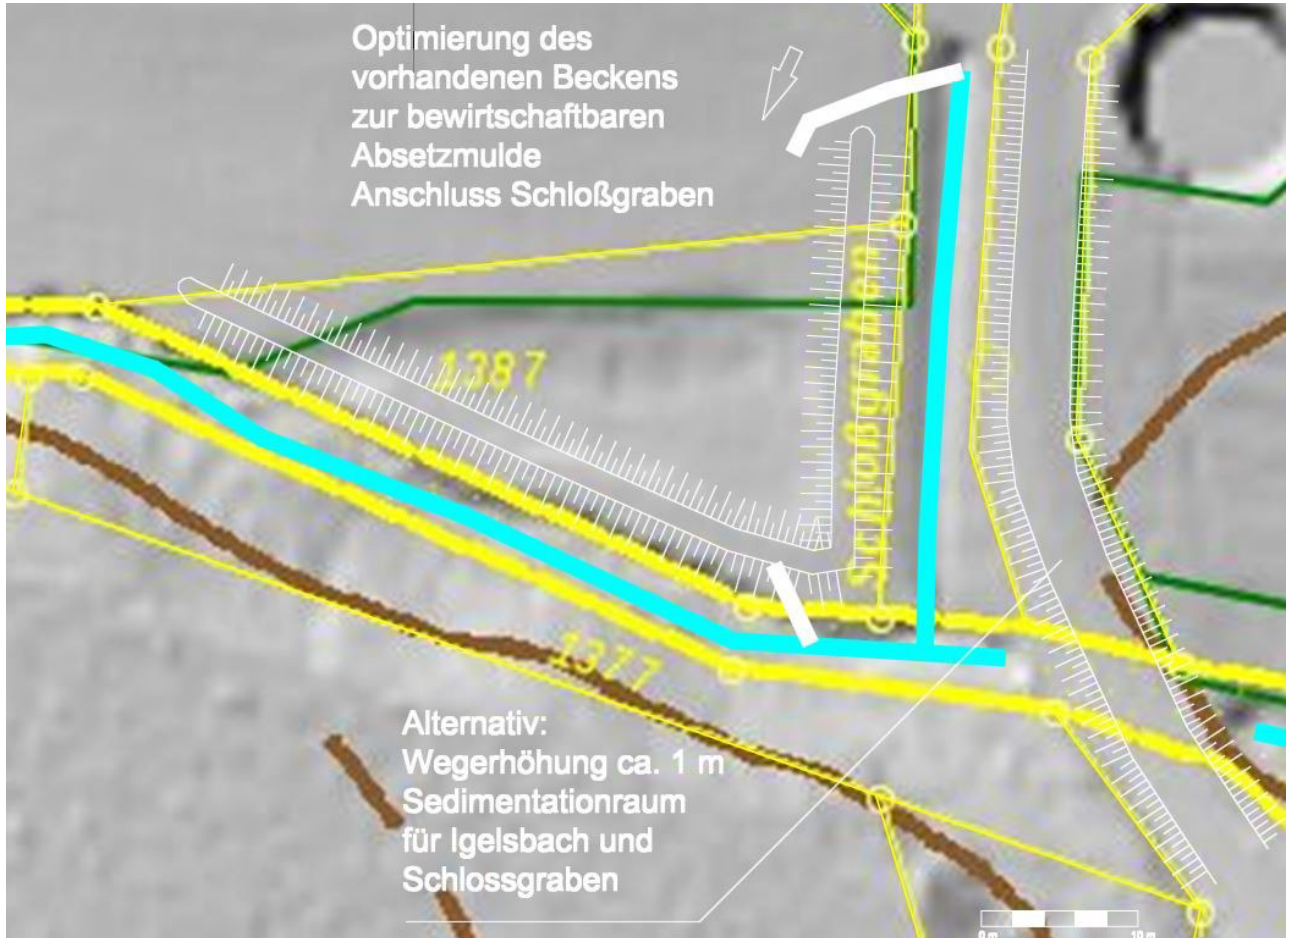 Optimierung des
vorhandenen Beckens
zur bewirtschaftbaren
Absetzmulde
Anschluss Schloßgraben
1387
Schloßgraben
1377
Alternativ:
Wegerhöhung ca. 1 m
Sedimentationraum
für Igelsbach und
Schlossgraben
0 m
10 m